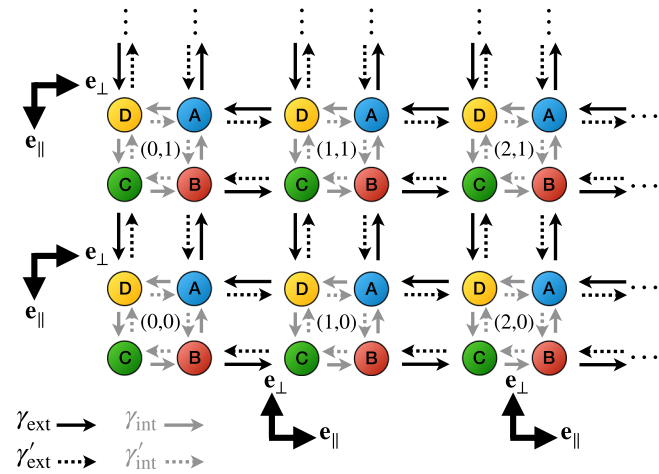 e⊥
e∥
D A D A D A
(0,1) (1,1) (2,1)
C B C B C B
e⊥
e∥
D A D A D A
(0,0) (1,0) (2,0)
C B C B C B
e⊥ e⊥
e∥ e∥
γext γint
γ′ext γ′int